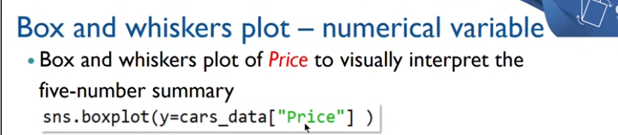 Box and whiskers plot – numerical variable
• Box and whiskers plot of Price to visually interpret the
five-number summary
sns.boxplot(y=cars_data["Price"] )